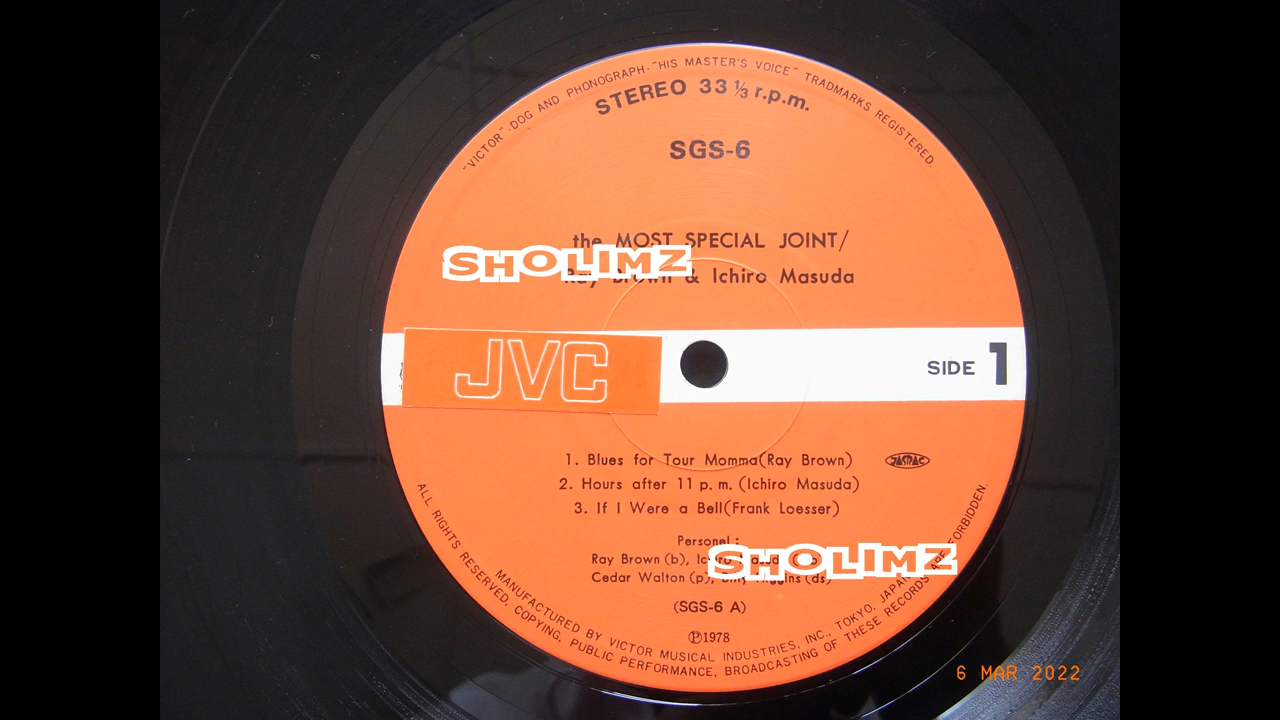 "VICTOR"-DOG AND PHONOGRAPH-"HIS MASTER'S VOICE" TRADMARKS REGISTERED.
STEREO 33 ⅓ r.p.m.
SGS-6
the MOST SPECIAL JOINT/
SHOLIMZ
Ray Brown & Ichiro Masuda
JVC
SIDE 1
1. Blues for Tour Momma(Ray Brown)
JASRAC
2. Hours after 11 p. m. (Ichiro Masuda)
3. If I Were a Bell(Frank Loesser)
Personel :
Ray Brown (b),
SHOLIMZ
Cedar Walton (p), (ds)
(SGS-6 A)
Ⓟ1978
MANUFACTURED BY VICTOR MUSICAL INDUSTRIES, INC., TOKYO, JAPAN
ALL RIGHTS RESERVED, COPYING, PUBLIC PERFORMANCE, BROADCASTING OF THESE RECORDS ARE FORBIDDEN.
6 MAR 2022